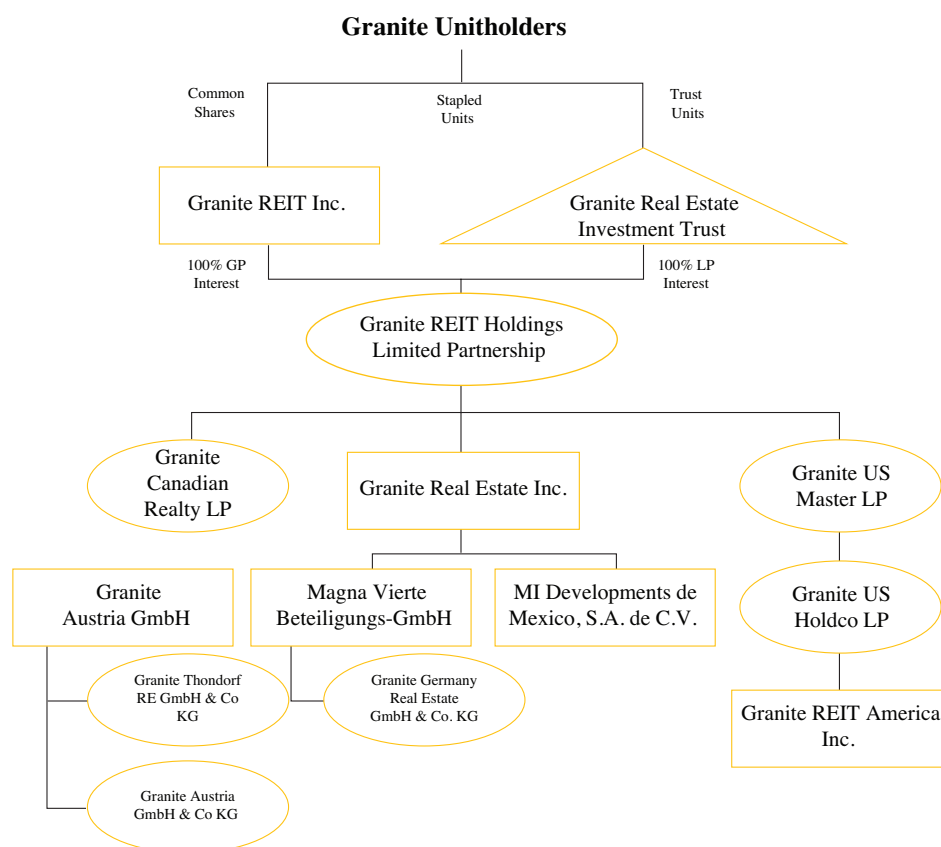 Granite Unitholders
Common
Shares
Stapled
Units
Trust
Units
Granite REIT Inc.
Granite Real Estate
Investment Trust
100% GP
Interest
100% LP
Interest
Granite REIT Holdings
Limited Partnership
Granite
Canadian
Realty LP
Granite Real Estate Inc.
Granite US
Master LP
Granite
Austria GmbH
Magna Vierte
Beteiligungs-GmbH
MI Developments de
Mexico, S.A. de C.V.
Granite US
Holdco LP
Granite Thondorf
RE GmbH & Co
KG
Granite Germany
Real Estate
GmbH & Co. KG
Granite REIT America
Inc.
Granite Austria
GmbH & Co KG